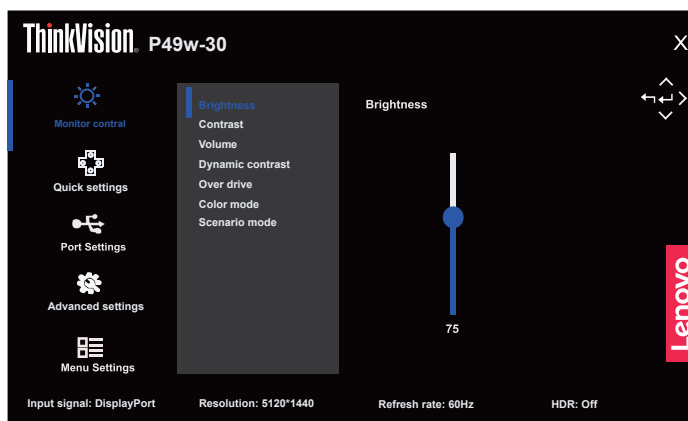 ThinkVision. P49w-30
X
Monitor contral
Quick settings
Port Settings
Advanced settings
Menu Settings
Brightness
Contrast
Volume
Dynamic contrast
Over drive
Color mode
Scenario mode
Brightness
75
Lenovo
Input signal: DisplayPort
Resolution: 5120*1440
Refresh rate: 60Hz
HDR: Off